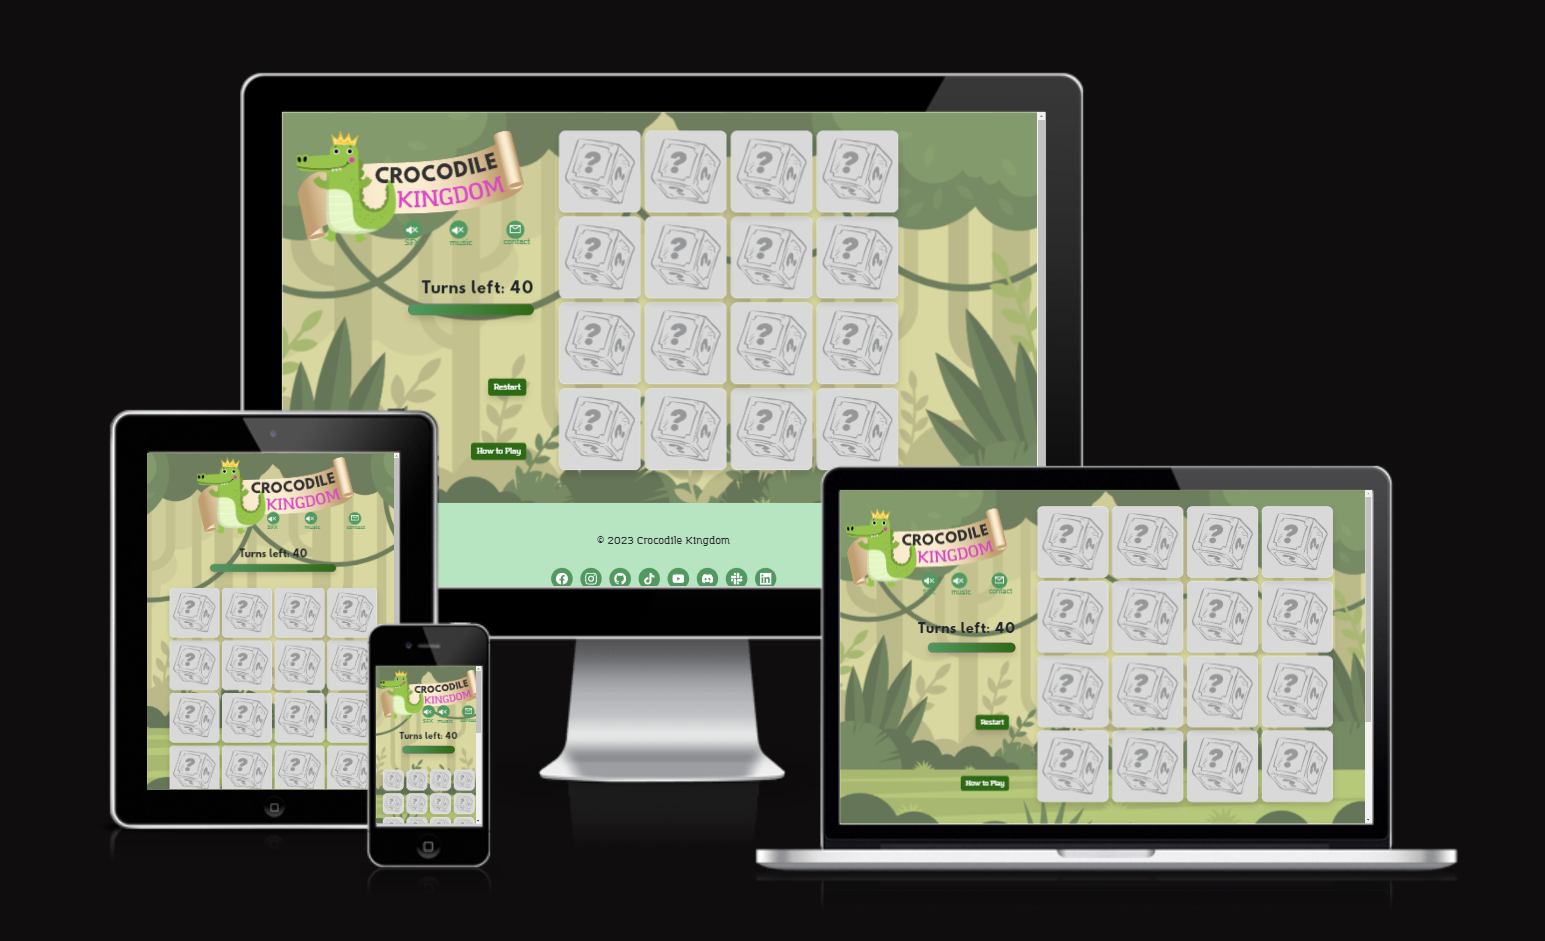 CROCODILE
KINGDOM
SFX music contact
Turns left: 40
Restart
How to Play
© 2023 Crocodile Kingdom
CROCODILE
KINGDOM
SFX music contact
Turns left: 40
CROCODILE
KINGDOM
SFX music contact
Turns left: 40
CROCODILE
KINGDOM
SFX music contact
Turns left: 40
Restart
How to Play